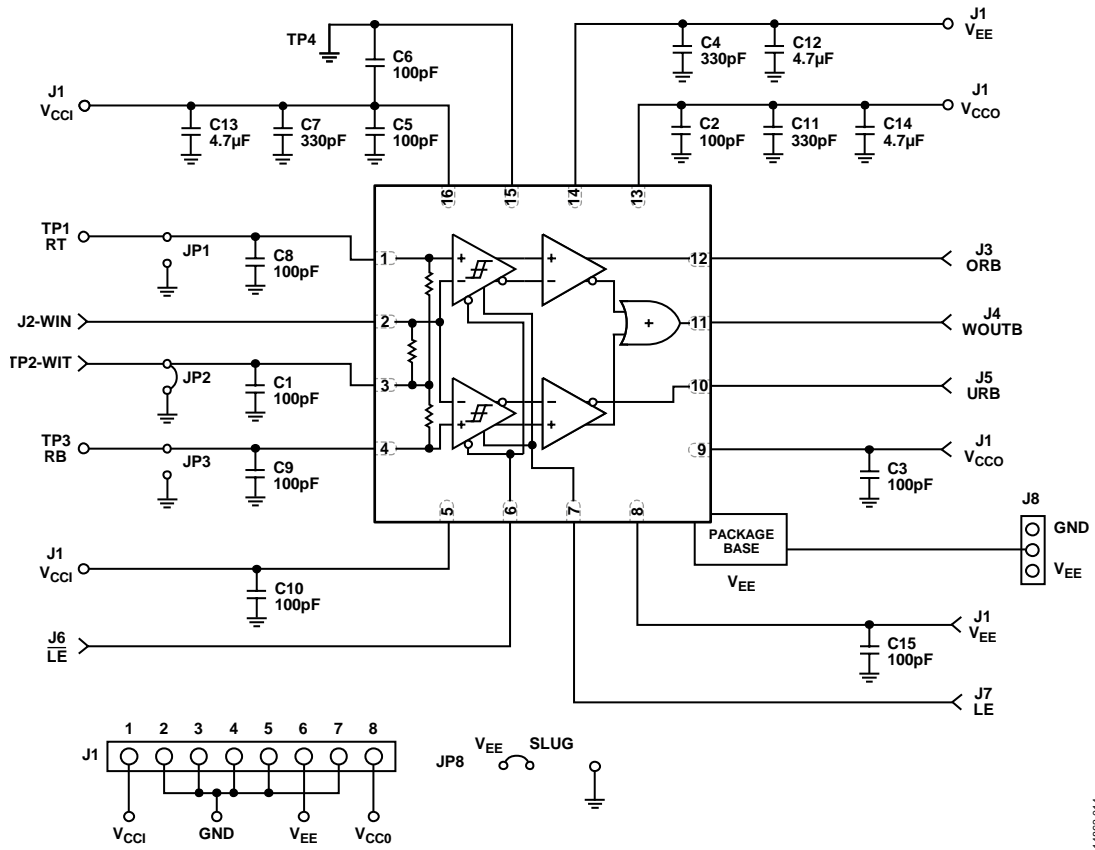 TP4
C6
100pF
J1
VCCI
C13
4.7µF
C7
330pF
C5
100pF
J1
VEE
C4
330pF
C12
4.7µF
J1
VCCO
C2
100pF
C11
330pF
C14
4.7µF
16
15
14
13
TP1
RT
JP1
C8
100pF
J2-WIN
TP2-WIT
JP2
C1
100pF
TP3
RB
JP3
C9
100pF
1
2
3
4
+
–
+
–
–
+
–
+
+
12
11
10
9
J3
ORB
J4
WOUTB
J5
URB
J1
VCCO
C3
100pF
5
6
7
8
PACKAGE
BASE
VEE
J8
GND
VEE
J1
VCCI
C10
100pF
J6
LE
J1
VEE
C15
100pF
J7
LE
1 2 3 4 5 6 7 8
J1
VCCI
GND
VEE
VCC0
JP8
VEE
SLUG